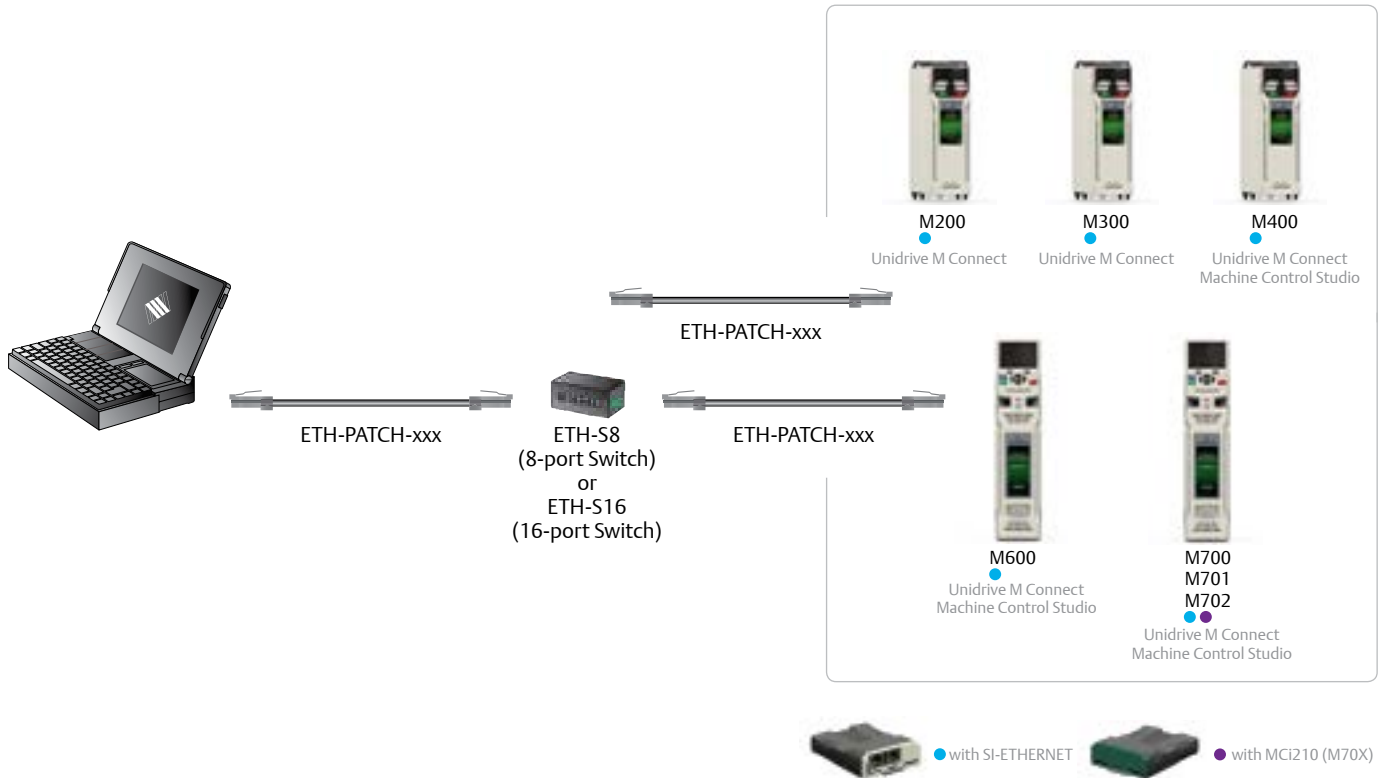 M200
Unidrive M Connect
M300
Unidrive M Connect
M400
Unidrive M Connect
Machine Control Studio
ETH-PATCH-xxx
ETH-PATCH-xxx
ETH-S8
(8-port Switch)
or
ETH-S16
(16-port Switch)
ETH-PATCH-xxx
M600
Unidrive M Connect
Machine Control Studio
M700
M701
M702
Unidrive M Connect
Machine Control Studio
with SI-ETHERNET
with MCi210 (M70X)